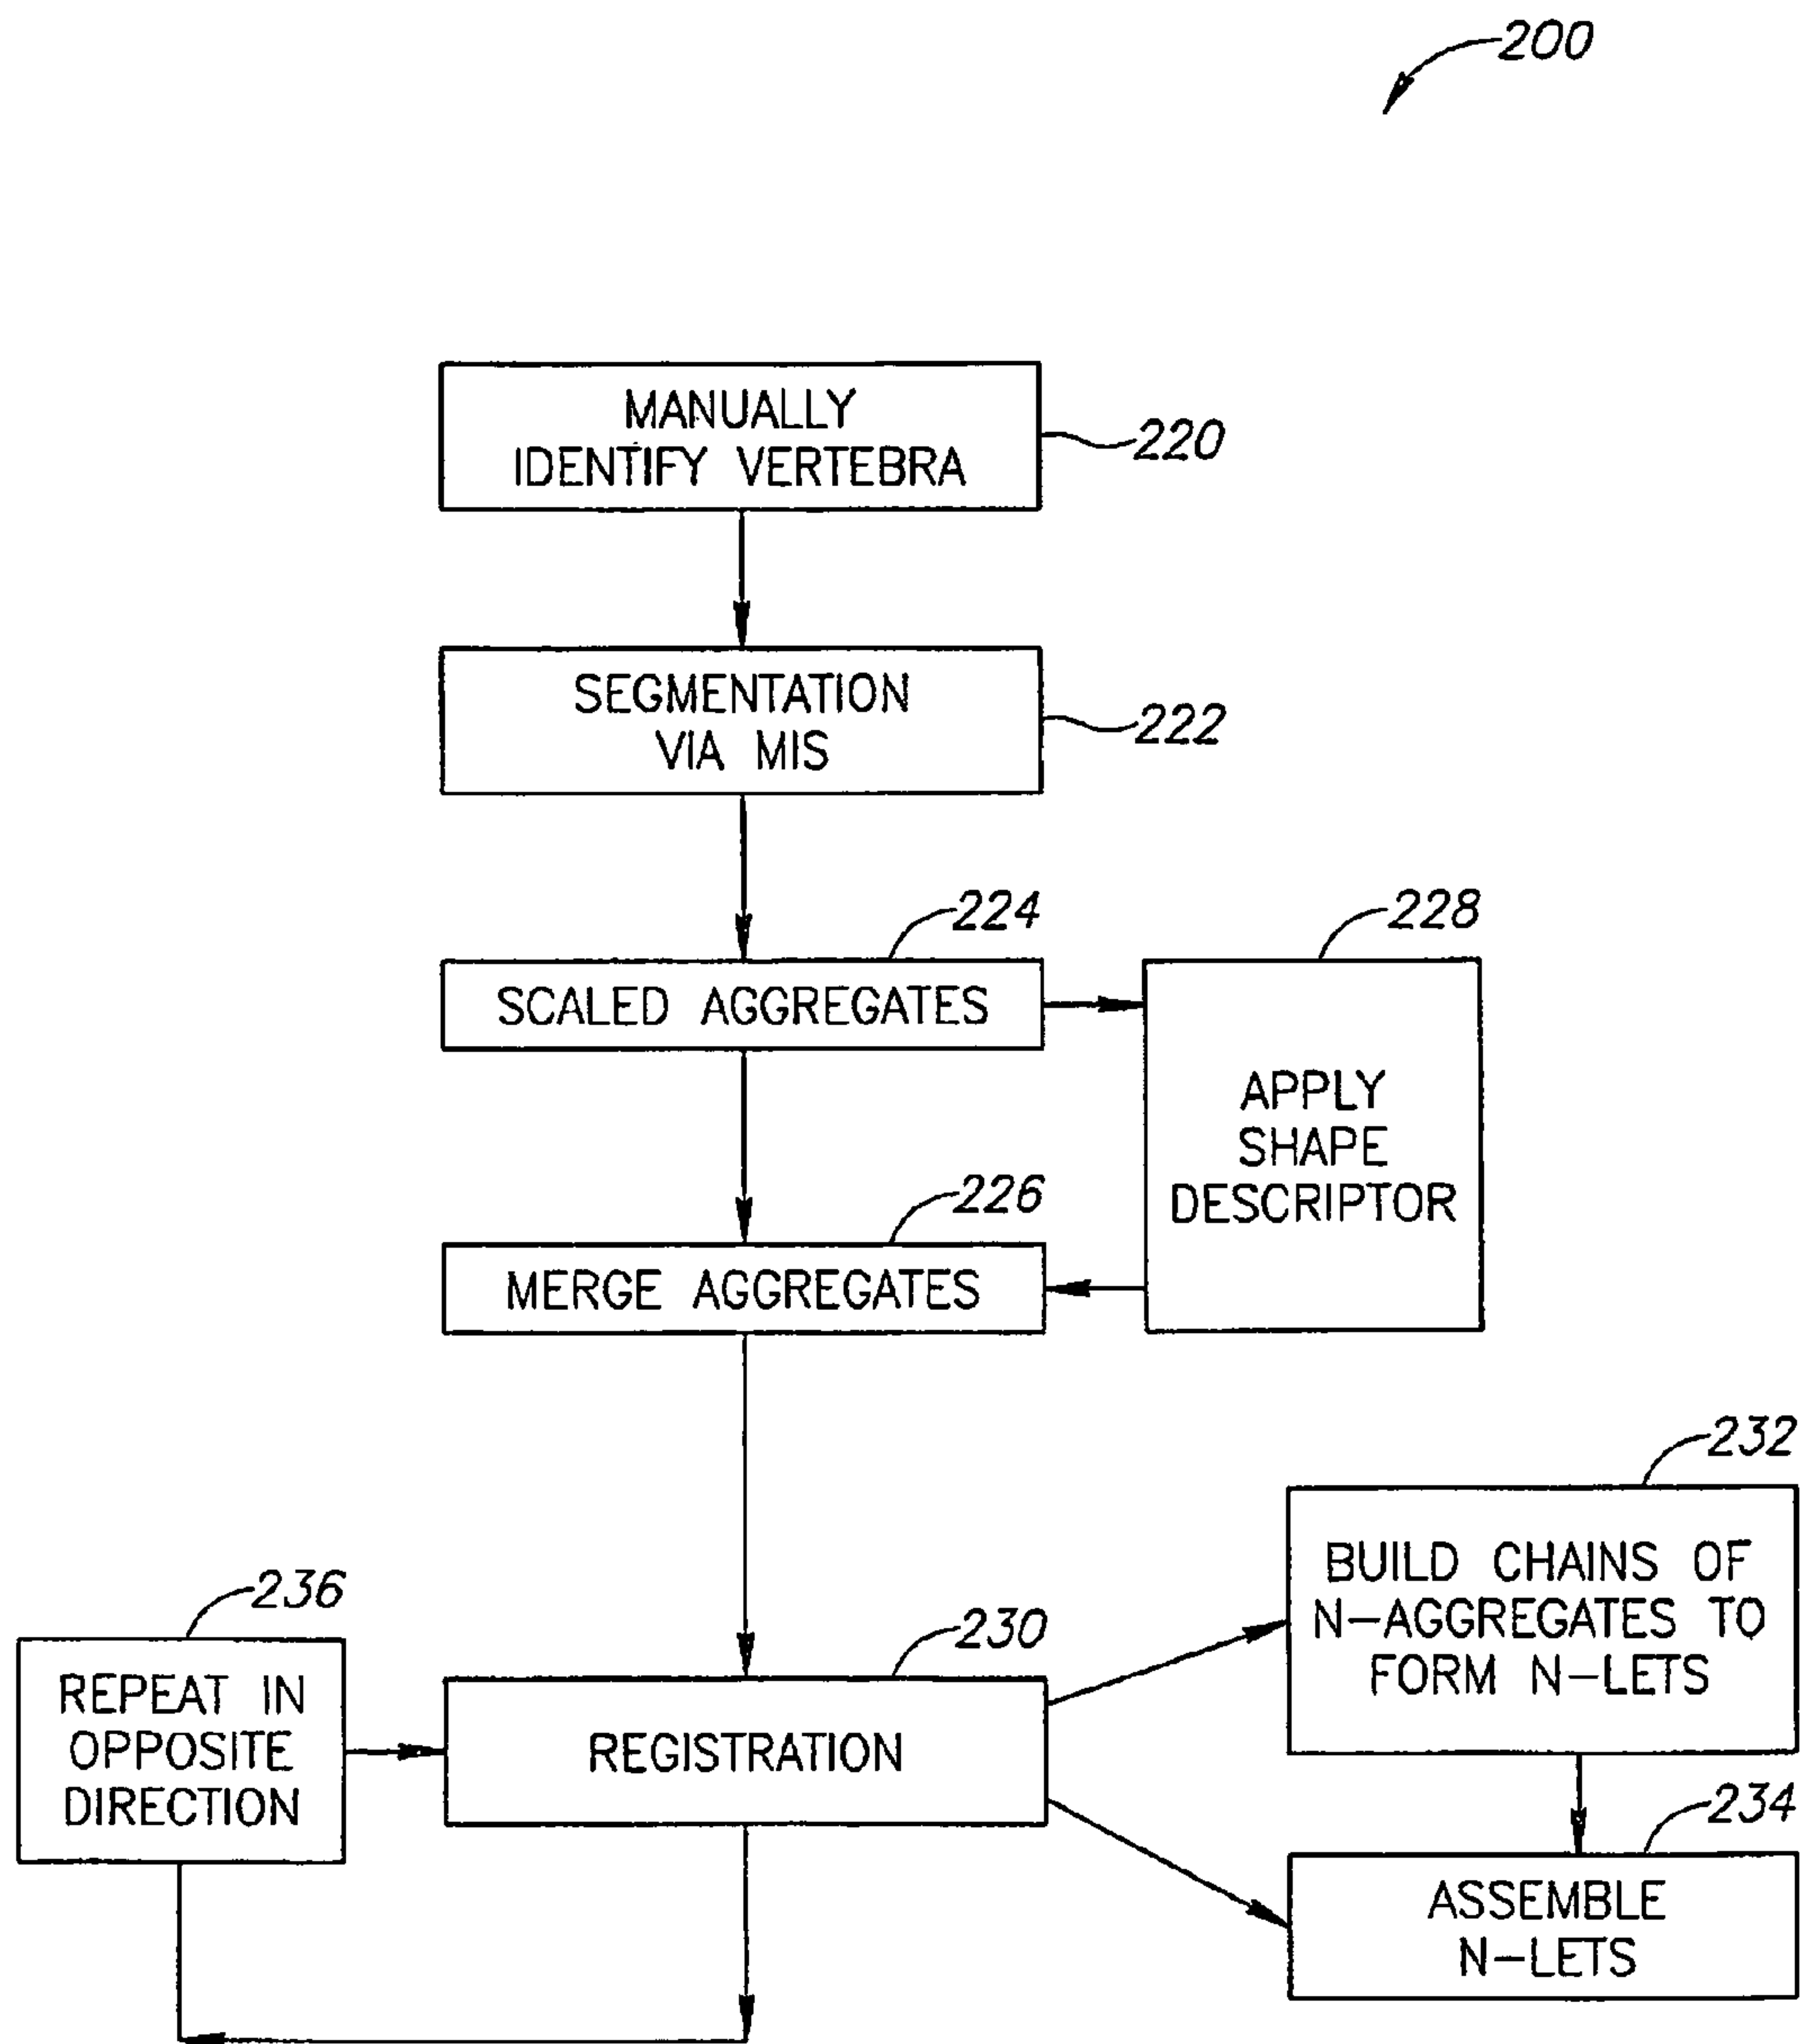 200
MANUALLY
IDENTIFY VERTEBRA
220
SEGMENTATION
VIA MIS
222
224
SCALED AGGREGATES
228
APPLY
SHAPE
DESCRIPTOR
226
MERGE AGGREGATES
232
BUILD CHAINS OF
N-AGGREGATES TO
FORM N-LETS
236
REPEAT IN
OPPOSITE
DIRECTION
230
REGISTRATION
234
ASSEMBLE
N-LETS